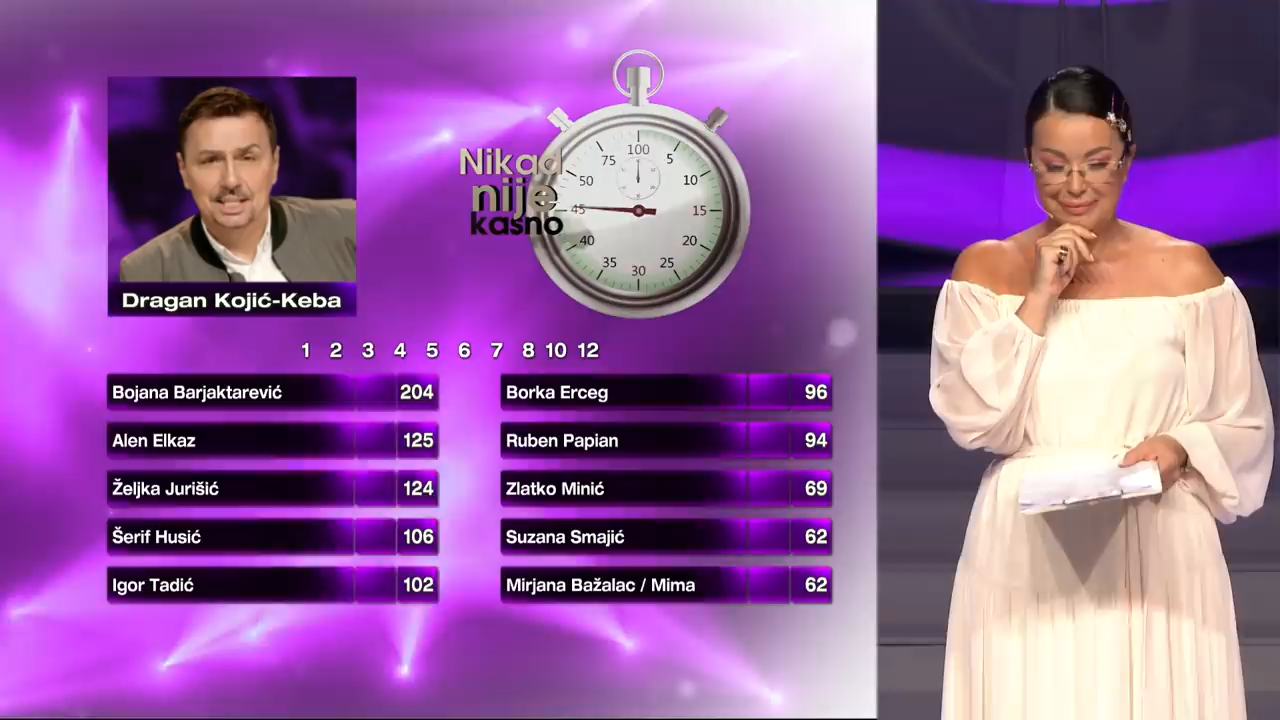 Nikad
nije
kasno
100
5
10
15
20
25
30
35
40
45
50
75
Dragan Kojić-Keba
1 2 3 4 5 6 7 8 10 12
Bojana Barjaktarević 204
Alen Elkaz 125
Željka Jurišić 124
Šerif Husić 106
Igor Tadić 102
Borka Erceg 96
Ruben Papian 94
Zlatko Minić 69
Suzana Smajić 62
Mirjana Bažalac / Mima 62